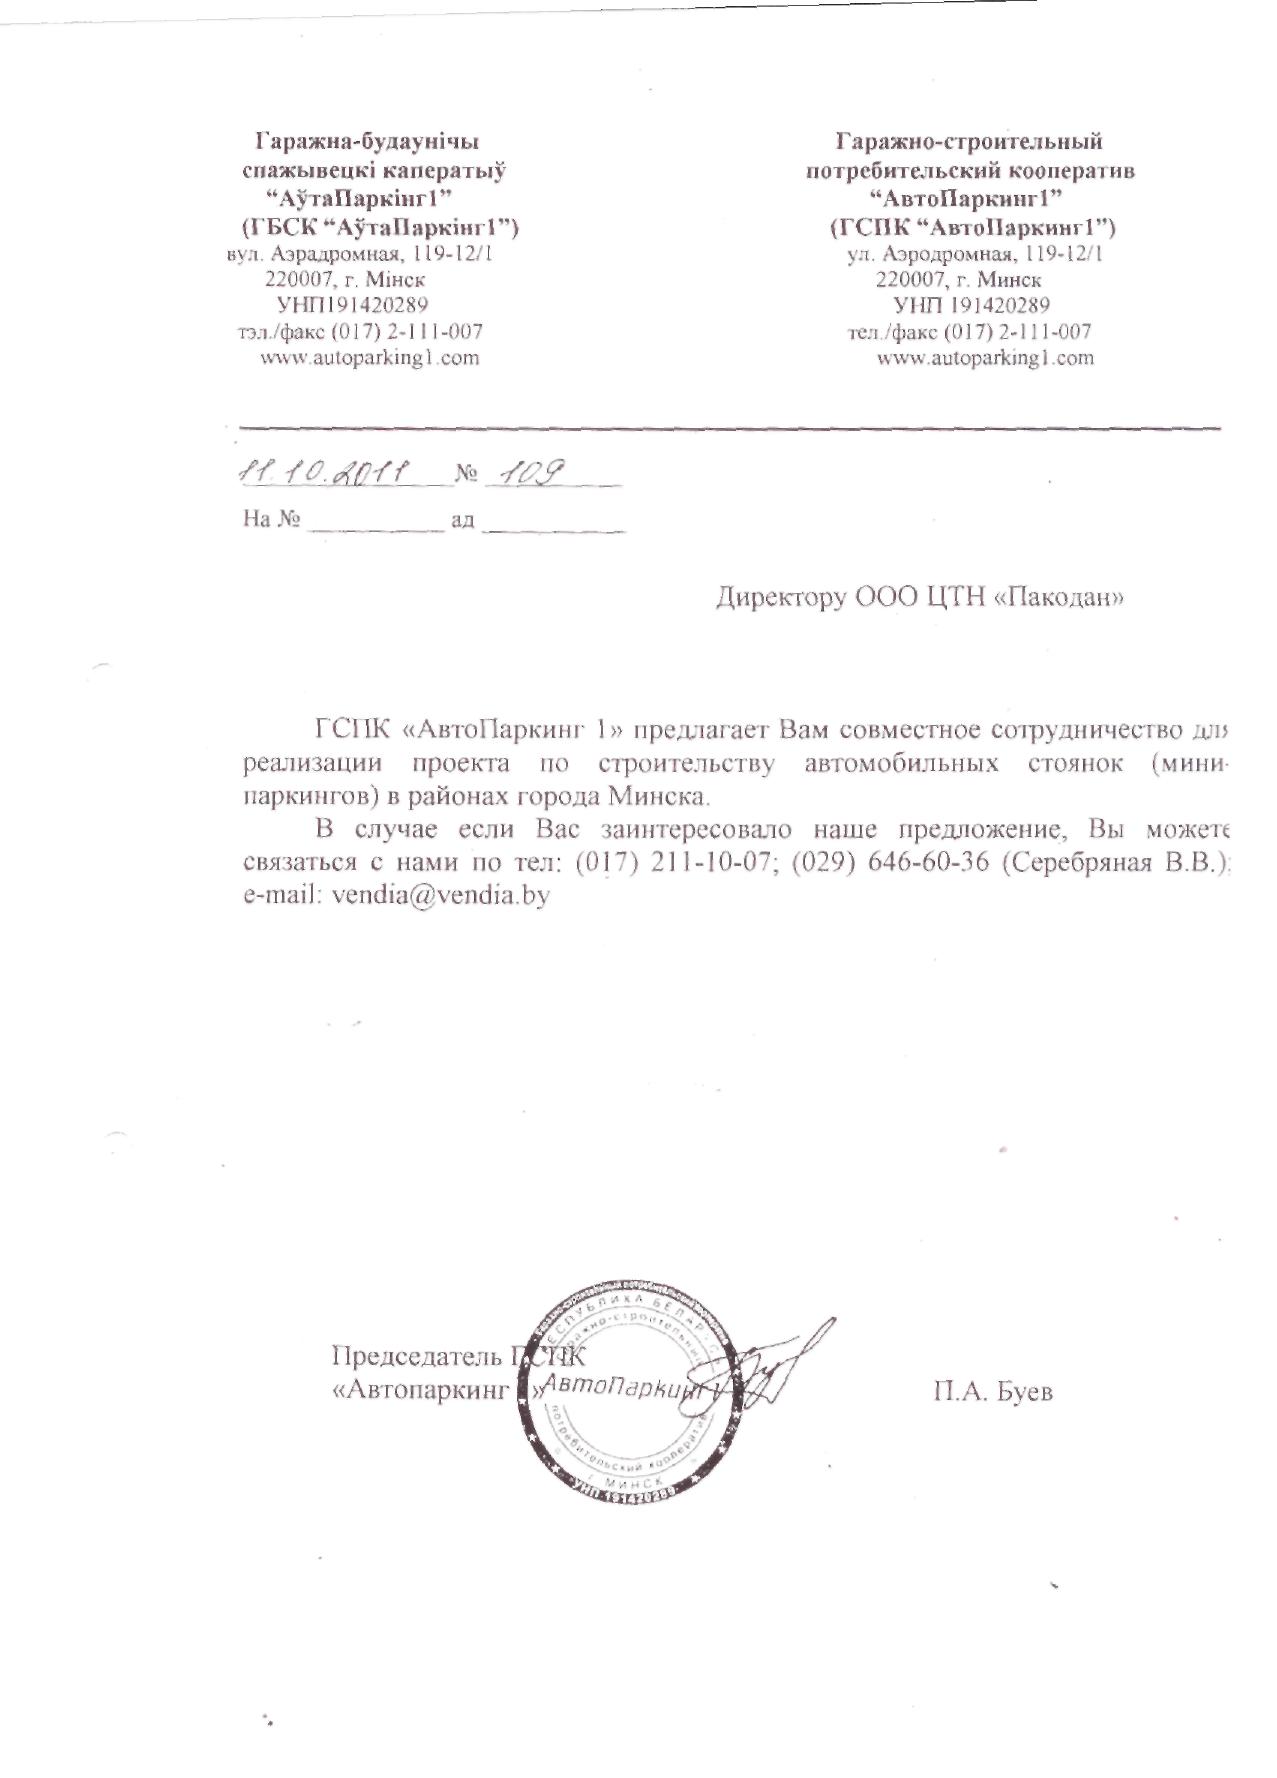 Гаражна-будаунічы
спажывецкі каператыў
“АўтаПаркінг1”
(ГБСК “АўтаПаркінг1”)
вул. Аэрадромная, 119-12/1
220007, г. Мінск
УНП191420289
тэл./факс (017) 2-111-007
www.autoparking1.com
Гаражно-строительный
потребительский кооператив
“АвтоПаркинг1”
(ГСПК “АвтоПаркинг1”)
ул. Аэродромная, 119-12/1
220007, г. Минск
УНП 191420289
тел./факс (017) 2-111-007
www.autoparking1.com
11.10.2011 № 109
На № ад
Директору ООО ЦТН «Пакодан»
ГСПК «АвтоПаркинг 1» предлагает Вам совместное сотрудничество для
реализации проекта по строительству автомобильных стоянок (мини-
паркингов) в районах города Минска.
В случае если Вас заинтересовало наше предложение, Вы можете
связаться с нами по тел: (017) 211-10-07; (029) 646-60-36 (Серебряная В.В.);
e-mail: vendia@vendia.by
Председатель ГСПК
«Автопаркинг »
П.А. Буев
РЕСПУБЛИКА БЕЛАРУСЬ
гаражно-строительный
АвтоПаркинг 1
потребительский кооператив
г. МИНСК
УНП 191420289